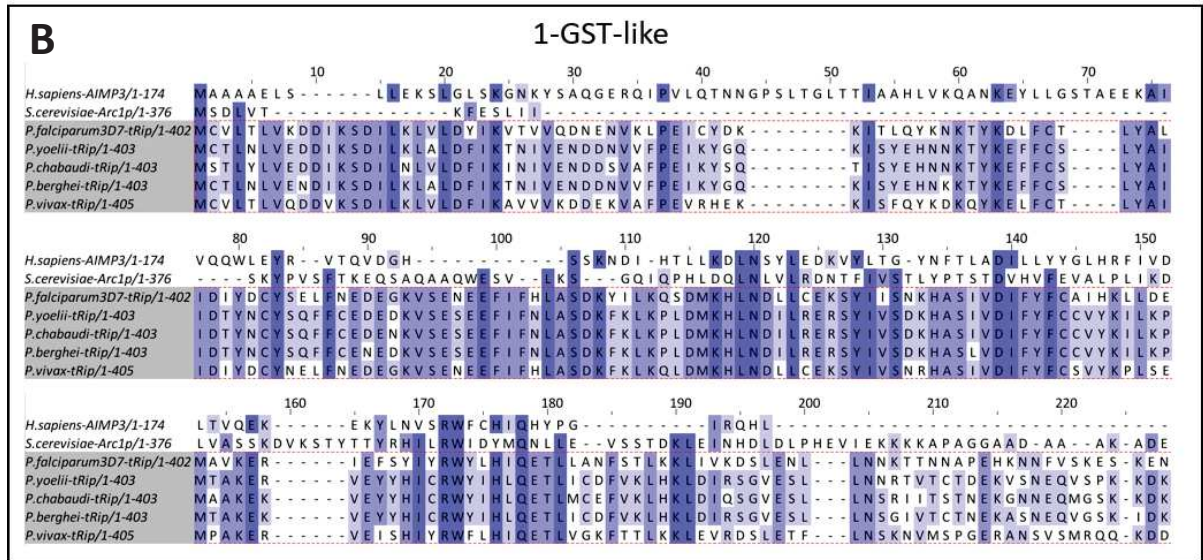 B
1-GST-like
10 20 30 40 50 60 70
H.sapiens-AIMP3/1-174 MAAAAELS------LLEKSLGLSKGNKYSAQGERQIPVLQTNNGPSLTGLTTIAAHLVKQANKEYLLGSTAEEKAI
S.cerevisiae-Arc1p/1-376 MSDLVT--------------KFESLII-------------------------------------------------
P.falciparum3D7-tRip/1-402 MCVLTLVKDDIKSDILKLVLDYIKVTVVQDNENVKLPEICYDK--------KITLQYKNKTYKDLFCT----LYAL
P.yoelii-tRip/1-403 MCTLNLVEDDIKSDILKLALDFIKTNIVENDDNVVFPEIKYGQ--------KISYEHNNKTYKEFFCS----LYAI
P.chabaudi-tRip/1-403 MSTLYLVEDDIKSDILNLVLDFIKINIVENDDSVAFPEIKYGQ--------TISYEHNNKTYKEFFCS----LYAI
P.berghei-tRip/1-403 MCTLNLVENDIKSDILKLALDFIKTNIVENDDNVVFPEIKYSQ--------KISYEHNKKTYKEFFCS----LYAI
P.vivax-tRip/1-405 MCVLTLVQDDVKSDILKLVLDFIKAVVVKDDEKVAFPEVRHEK--------KISFQYKDKQYKELFCT----LYAI
80 90 100 110 120 130 140 150
H.sapiens-AIMP3/1-174 VQQWLEYR-VTQVDGH------------SSKNDI-HTLLKDLNSYLEDKVYLTG-YNFTLADILLYYGLHRFIVD
S.cerevisiae-Arc1p/1-376 ----SKYPVSFTKEQSAQAAQWESV--LKS----GQIQPHLDQLNLVLRDNTFIVSTLYPTSTDVHVFEVALPLIKD
P.falciparum3D7-tRip/1-402 IDIYDCYSELFNEDEGKVSENEEFIFHLASDKYILKQSDMKHLNDLLCEKSYIISNKHASIVDIFYFCAIHKLLDE
P.yoelii-tRip/1-403 IDTYNCYSQFFCEDEDKVSESEEFIFNLASDKFKLKPLDMKHLNDILRERSYIVSDKHASIVDIFYFCCVYKILKP
P.chabaudi-tRip/1-403 IDTYNCYSQFFCEDENKVSESEEFIFNLASDKFKLKPLDMKHLNDILRERSYIVSDKHASIVDIFYFCCVYKILKP
P.berghei-tRip/1-403 IDTYNCYSQFFCENEDKVSESEEFIFNLASDKFKLKPLDMKHLNDILRERSYIVSDKHASLVDIFYFCCVYKILKP
P.vivax-tRip/1-405 IDIYDCYNELFNEDEGKVSENEEFIFHLASDKFILKQLDMKHLNDLLCEKSYIVSNRHASIVDIFYFCSVYKPLSE
160 170 180 190 200 210 220
H.sapiens-AIMP3/1-174 LTVQEK------EKYLNVSRWFCHIQHYPG----------IRQHL-------------------------------
S.cerevisiae-Arc1p/1-376 LVASSKDVKSTYTTYRHILRWIDYMQNLLE---VSSTDKLEINHDLDLPHEVIEKKKKAPAGGAAD-AA--AK-ADE
P.falciparum3D7-tRip/1-402 MAVKER------IEFSYIYRWYLHIQETLLANFSTLKKLIVKDSLENL---LNNKTTNNAPEHKNNFVSKES-KEN
P.yoelii-tRip/1-403 MTAKER------VEYYHICRWYIHLQETLICDFVKLHKLDIRSGVESL---LNNRTVTCTDEKVSNEQVSPK-KDK
P.chabaudi-tRip/1-403 MAAKEK------VEYYHICRWYIHLQETLMCEFVKLHKLDIQSGVESL---LNSRIITSTNEKGNNEQMGSK-KDK
P.berghei-tRip/1-403 MTAKEK------VEYYHICRWYIHLQETLICDFVKLHKLDIRSGVESL---LNSGIVTCTNEKASNEQVGSK-IDK
P.vivax-tRip/1-405 MPAKER------VEISHIYRWFLHIQETLVGKFTTLKKLEVRDSLETF---LNSKNVMSPGERANSVSMRQQ-KDD